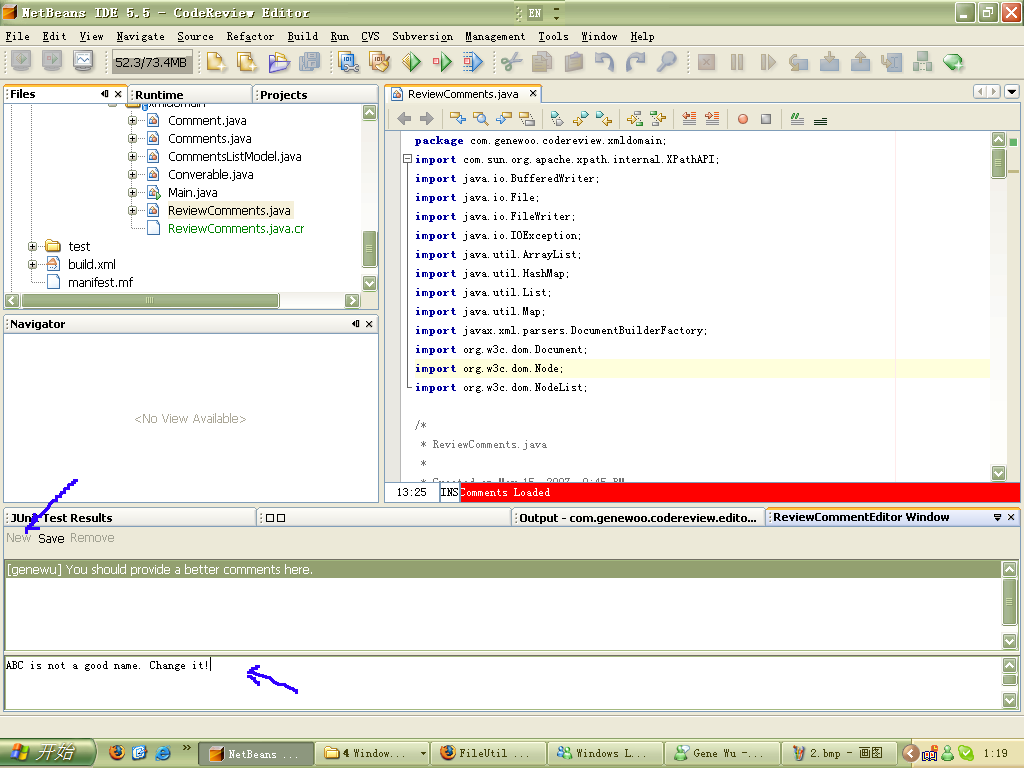 NetBeans IDE 5.5 - CodeReview Editor
EN
File Edit View Navigate Source Refactor Build Run CVS Subversion Management Tools Window Help
52.3/73.4MB
Files
Runtime
Projects
Comment.java
Comments.java
CommentsListModel.java
Converable.java
Main.java
ReviewComments.java
ReviewComments.java.cr
test
build.xml
manifest.mf
Navigator
<No View Available>
ReviewComments.java
package com.genewoo.codereview.xmldomain;
import com.sun.org.apache.xpath.internal.XPathAPI;
import java.io.BufferedWriter;
import java.io.File;
import java.io.FileWriter;
import java.io.IOException;
import java.util.ArrayList;
import java.util.HashMap;
import java.util.List;
import java.util.Map;
import javax.xml.parsers.DocumentBuilderFactory;
import org.w3c.dom.Document;
import org.w3c.dom.Node;
import org.w3c.dom.NodeList;
/*
* ReviewComments.java
*
13:25 INS Comments Loaded
JUnit Test Results
Output - com.genewoo.codereview.edito...
ReviewCommentEditor Window
New Save Remove
[genewu] You should provide a better comments here.
ABC is not a good name. Change it!
开始
»
NetBeans ...
4 Window...
FileUtil ...
Windows L...
Gene Wu -...
2.bmp - 画图
1:19